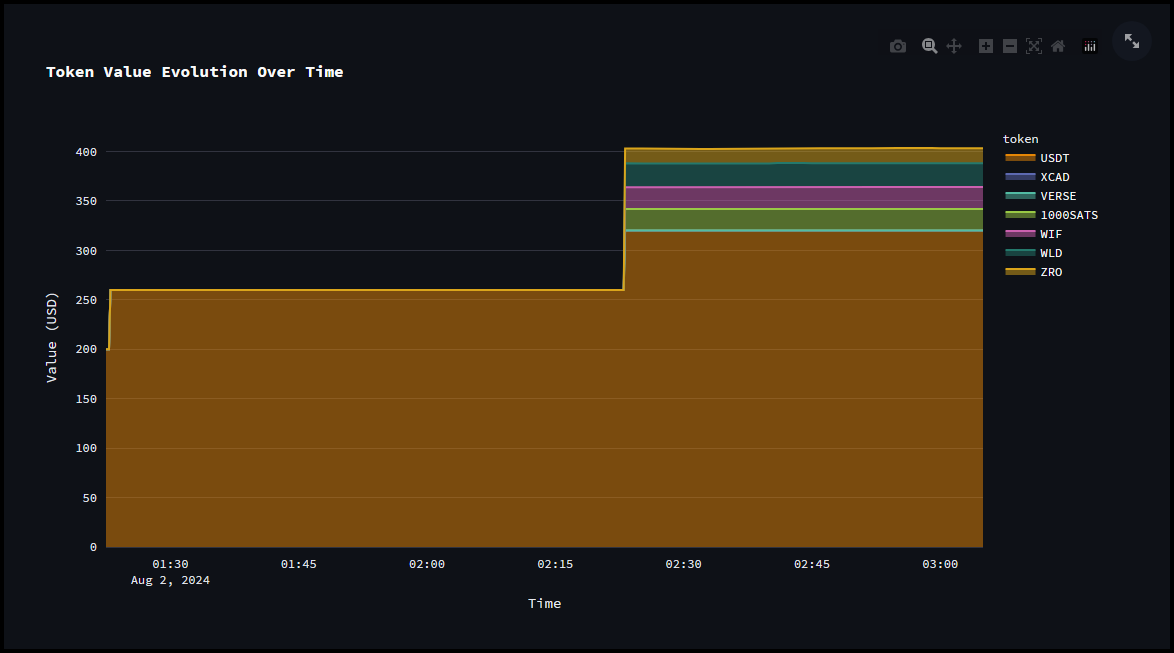 Token Value Evolution Over Time
token
USDT
XCAD
VERSE
1000SATS
WIF
WLD
ZRO
Value (USD)
400
350
300
250
200
150
100
50
0
01:30 01:45 02:00 02:15 02:30 02:45 03:00
Aug 2, 2024
Time